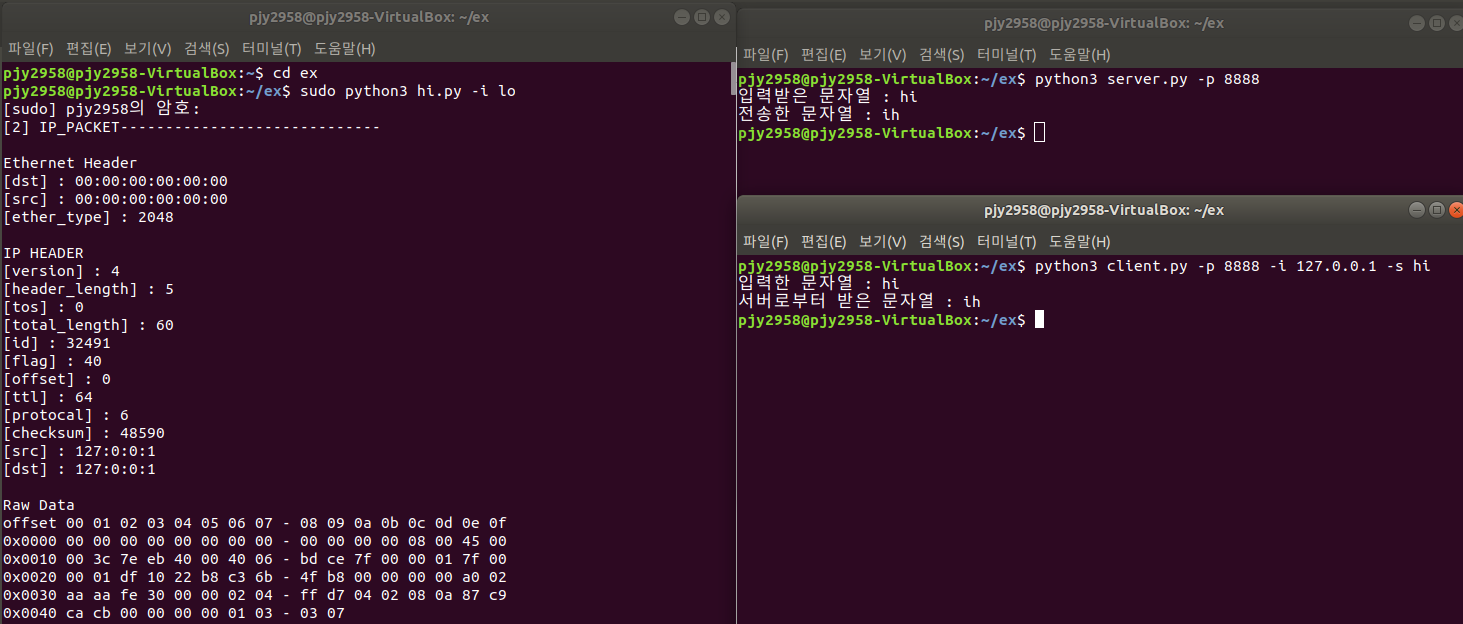 pjy2958@pjy2958-VirtualBox: ~/ex
파일(F) 편집(E) 보기(V) 검색(S) 터미널(T) 도움말(H)
pjy2958@pjy2958-VirtualBox:~$ cd ex
pjy2958@pjy2958-VirtualBox:~/ex$ sudo python3 hi.py -i lo
[sudo] pjy2958의 암호:
[2] IP_PACKET-----------------------------
Ethernet Header
[dst] : 00:00:00:00:00:00
[src] : 00:00:00:00:00:00
[ether_type] : 2048
IP HEADER
[version] : 4
[header_length] : 5
[tos] : 0
[total_length] : 60
[id] : 32491
[flag] : 40
[offset] : 0
[ttl] : 64
[protocal] : 6
[checksum] : 48590
[src] : 127:0:0:1
[dst] : 127:0:0:1
Raw Data
offset 00 01 02 03 04 05 06 07 - 08 09 0a 0b 0c 0d 0e 0f
0x0000 00 00 00 00 00 00 00 00 - 00 00 00 00 08 00 45 00
0x0010 00 3c 7e eb 40 00 40 06 - bd ce 7f 00 00 01 7f 00
0x0020 00 01 df 10 22 b8 c3 6b - 4f b8 00 00 00 00 a0 02
0x0030 aa aa fe 30 00 00 02 04 - ff d7 04 02 08 0a 87 c9
0x0040 ca cb 00 00 00 00 01 03 - 03 07
pjy2958@pjy2958-VirtualBox: ~/ex
파일(F) 편집(E) 보기(V) 검색(S) 터미널(T) 도움말(H)
pjy2958@pjy2958-VirtualBox:~/ex$ python3 server.py -p 8888
입력받은 문자열 : hi
전송한 문자열 : ih
pjy2958@pjy2958-VirtualBox:~/ex$
pjy2958@pjy2958-VirtualBox: ~/ex
파일(F) 편집(E) 보기(V) 검색(S) 터미널(T) 도움말(H)
pjy2958@pjy2958-VirtualBox:~/ex$ python3 client.py -p 8888 -i 127.0.0.1 -s hi
입력한 문자열 : hi
서버로부터 받은 문자열 : ih
pjy2958@pjy2958-VirtualBox:~/ex$